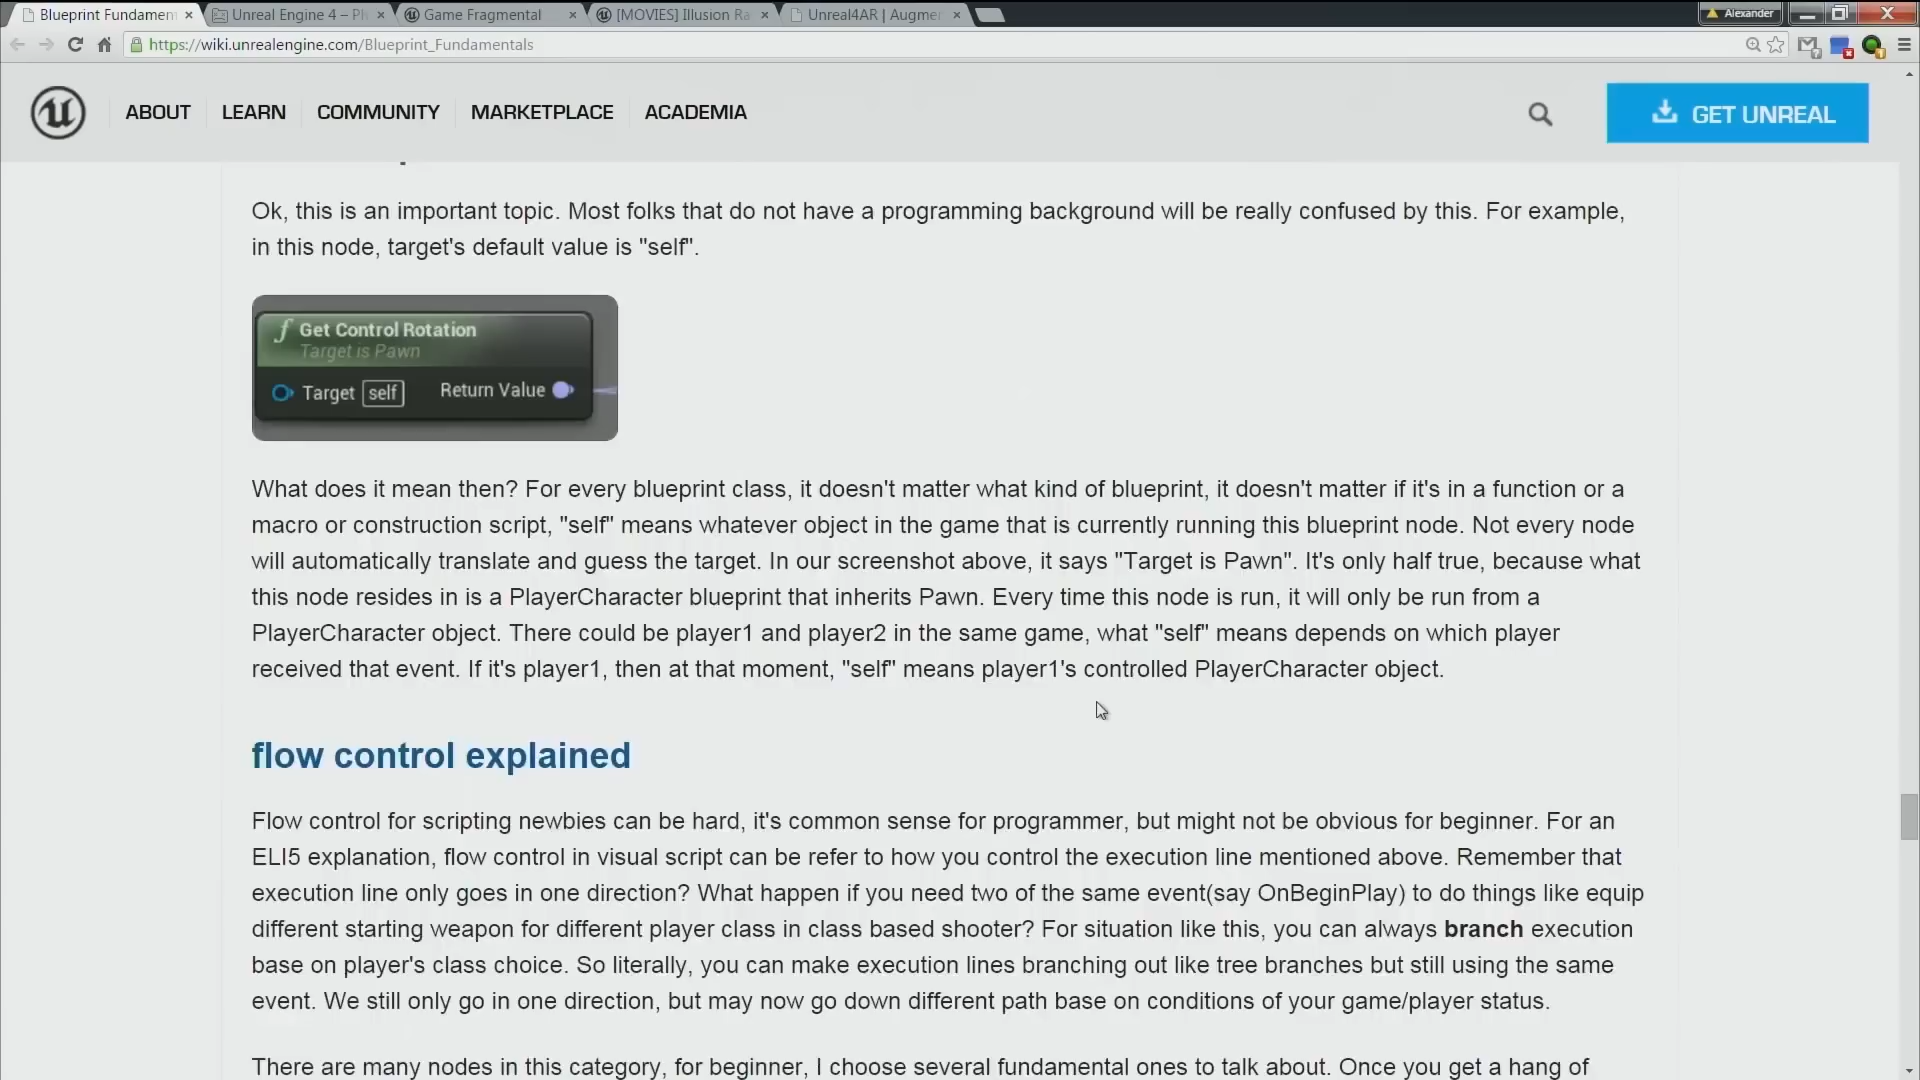 Blueprint Fundamen
Unreal Engine 4 – Pl
Game Fragmental
[MOVIES] Illusion Ra
Unreal4AR | Augmen
Alexander
https://wiki.unrealengine.com/Blueprint_Fundamentals
ABOUT
LEARN
COMMUNITY
MARKETPLACE
ACADEMIA
GET UNREAL
Ok, this is an important topic. Most folks that do not have a programming background will be really confused by this. For example,
in this node, target's default value is "self".
f Get Control Rotation
Target is Pawn
Target self Return Value
What does it mean then? For every blueprint class, it doesn't matter what kind of blueprint, it doesn't matter if it's in a function or a
macro or construction script, "self" means whatever object in the game that is currently running this blueprint node. Not every node
will automatically translate and guess the target. In our screenshot above, it says "Target is Pawn". It's only half true, because what
this node resides in is a PlayerCharacter blueprint that inherits Pawn. Every time this node is run, it will only be run from a
PlayerCharacter object. There could be player1 and player2 in the same game, what "self" means depends on which player
received that event. If it's player1, then at that moment, "self" means player1's controlled PlayerCharacter object.
flow control explained
Flow control for scripting newbies can be hard, it's common sense for programmer, but might not be obvious for beginner. For an
ELI5 explanation, flow control in visual script can be refer to how you control the execution line mentioned above. Remember that
execution line only goes in one direction? What happen if you need two of the same event(say OnBeginPlay) to do things like equip
different starting weapon for different player class in class based shooter? For situation like this, you can always branch execution
base on player's class choice. So literally, you can make execution lines branching out like tree branches but still using the same
event. We still only go in one direction, but may now go down different path base on conditions of your game/player status.
There are many nodes in this category, for beginner, I choose several fundamental ones to talk about. Once you get a hang of